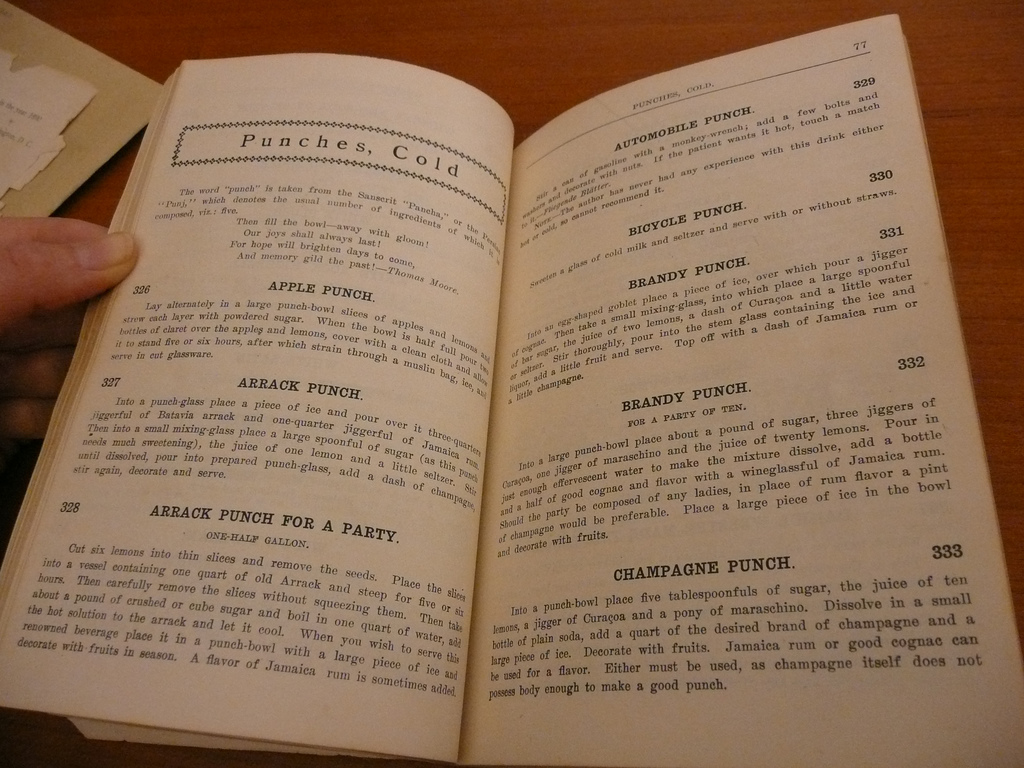 Punches, Cold
The word "punch" is taken from the Sanscrit "Pancha," or the Persian
"Punj," which denotes the usual number of ingredients of which it is
composed, viz.: five.
Then fill the bowl—away with gloom!
Our joys shall always last!
For hope will brighten days to come,
And memory gild the past!—Thomas Moore.
326
APPLE PUNCH.
Lay alternately in a large punch-bowl slices of apples and lemons and
strew each layer with powdered sugar. When the bowl is half full pour two
bottles of claret over the apples and lemons, cover with a clean cloth and allow
it to stand five or six hours, after which strain through a muslin bag, ice, and
serve in cut glassware.
327
ARRACK PUNCH.
Into a punch-glass place a piece of ice and pour over it three-quarters
jiggerful of Batavia arrack and one-quarter jiggerful of Jamaica rum.
Then into a small mixing-glass place a large spoonful of sugar (as this punch
needs much sweetening), the juice of one lemon and a little seltzer. Stir
until dissolved, pour into prepared punch-glass, add a dash of champagne,
stir again, decorate and serve.
328
ARRACK PUNCH FOR A PARTY.
ONE-HALF GALLON.
Cut six lemons into thin slices and remove the seeds. Place the slices
into a vessel containing one quart of old Arrack and steep for five or six
hours. Then carefully remove the slices without squeezing them. Then take
about a pound of crushed or cube sugar and boil in one quart of water, add
the hot solution to the arrack and let it cool. When you wish to serve this
renowned beverage place it in a punch-bowl with a large piece of ice and
decorate with fruits in season. A flavor of Jamaica rum is sometimes added.
77
PUNCHES, COLD.
329
AUTOMOBILE PUNCH.
Fill a can of gasoline with a monkey-wrench; add a few bolts and
washers and decorate with nuts. If the patient wants it hot, touch a match
to it.—Fliegende Blätter.
NOTE.—The author has never had any experience with this drink either
hot or cold, so cannot recommend it.
330
BICYCLE PUNCH.
Sweeten a glass of cold milk and seltzer and serve with or without straws.
331
BRANDY PUNCH.
Into an egg-shaped goblet place a piece of ice, over which pour a jigger
of cognac. Then take a small mixing-glass, into which place a large spoonful
of bar sugar, the juice of two lemons, a dash of Curaçoa and a little water
or seltzer. Stir thoroughly, pour into the stem glass containing the ice and
liquor, add a little fruit and serve. Top off with a dash of Jamaica rum or
a little champagne.
332
BRANDY PUNCH.
FOR A PARTY OF TEN.
Into a large punch-bowl place about a pound of sugar, three jiggers of
Curaçoa, one jigger of maraschino and the juice of twenty lemons. Pour in
just enough effervescent water to make the mixture dissolve, add a bottle
and a half of good cognac and flavor with a wineglassful of Jamaica rum.
Should the party be composed of any ladies, in place of rum flavor a pint
of champagne would be preferable. Place a large piece of ice in the bowl
and decorate with fruits.
333
CHAMPAGNE PUNCH.
Into a punch-bowl place five tablespoonfuls of sugar, the juice of ten
lemons, a jigger of Curaçoa and a pony of maraschino. Dissolve in a small
bottle of plain soda, add a quart of the desired brand of champagne and a
large piece of ice. Decorate with fruits. Jamaica rum or good cognac can
be used for a flavor. Either must be used, as champagne itself does not
possess body enough to make a good punch.